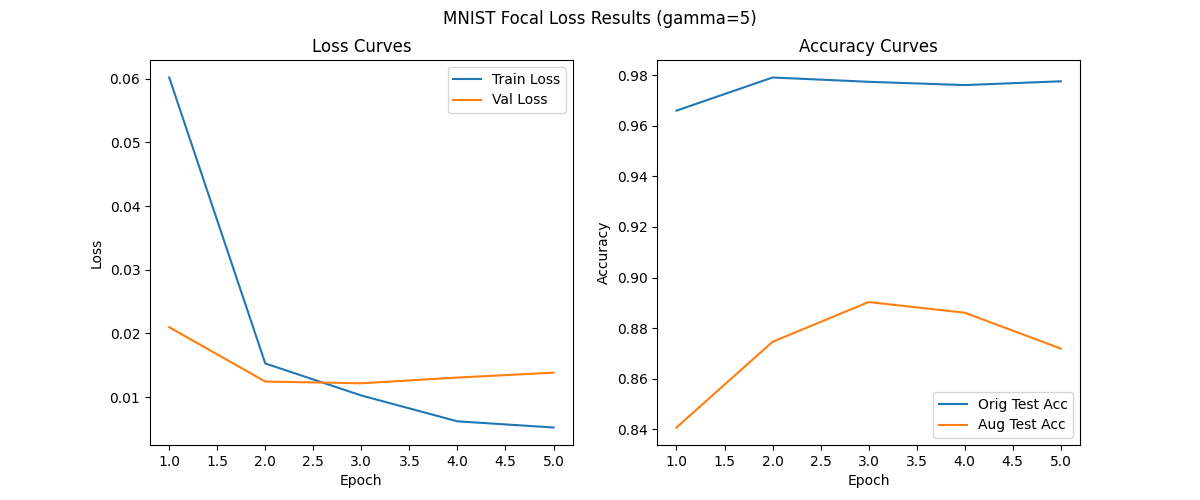 MNIST Focal Loss Results (gamma=5)
Loss Curves
Train Loss
Val Loss
0.06
0.05
0.04
0.03
0.02
0.01
Loss
1.0 1.5 2.0 2.5 3.0 3.5 4.0 4.5 5.0
Epoch
Accuracy Curves
0.98
0.96
0.94
0.92
0.90
0.88
0.86
0.84
Accuracy
Orig Test Acc
Aug Test Acc
1.0 1.5 2.0 2.5 3.0 3.5 4.0 4.5 5.0
Epoch